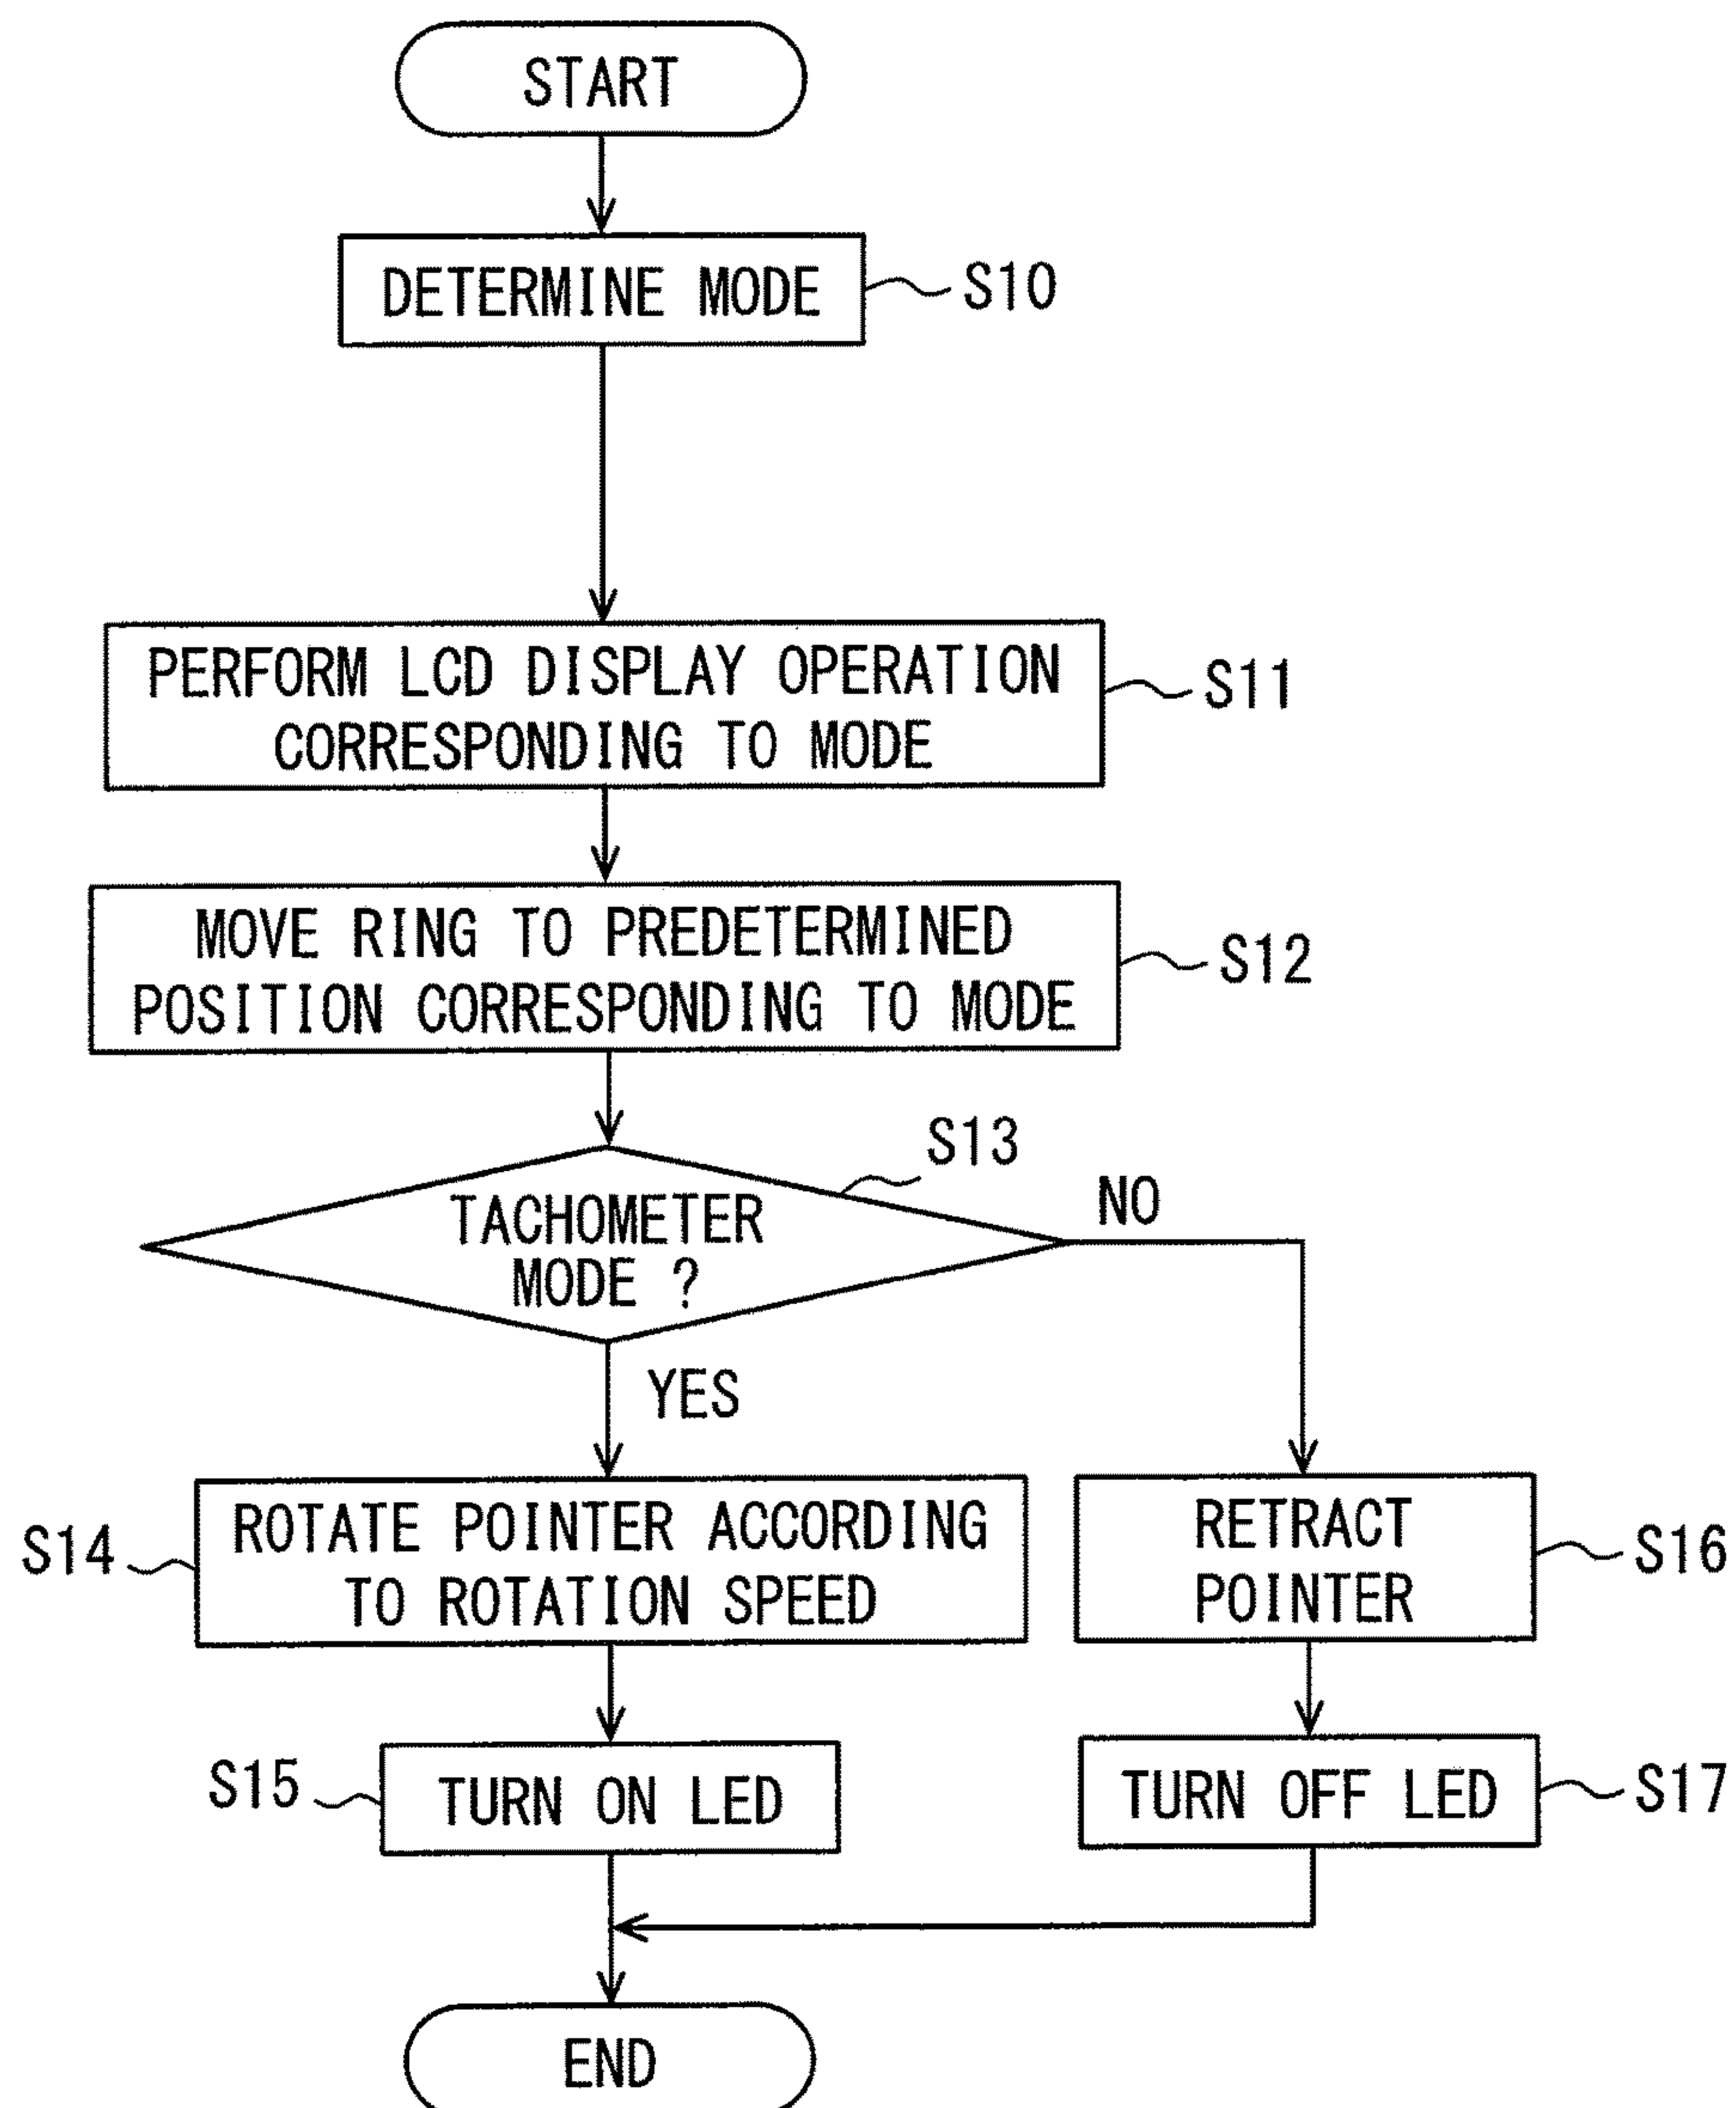 START
DETERMINE MODE
S10
PERFORM LCD DISPLAY OPERATION
CORRESPONDING TO MODE
S11
MOVE RING TO PREDETERMINED
POSITION CORRESPONDING TO MODE
S12
S13
TACHOMETER
MODE ?
NO
YES
S14
ROTATE POINTER ACCORDING
TO ROTATION SPEED
RETRACT
POINTER
S16
S15
TURN ON LED
TURN OFF LED
S17
END